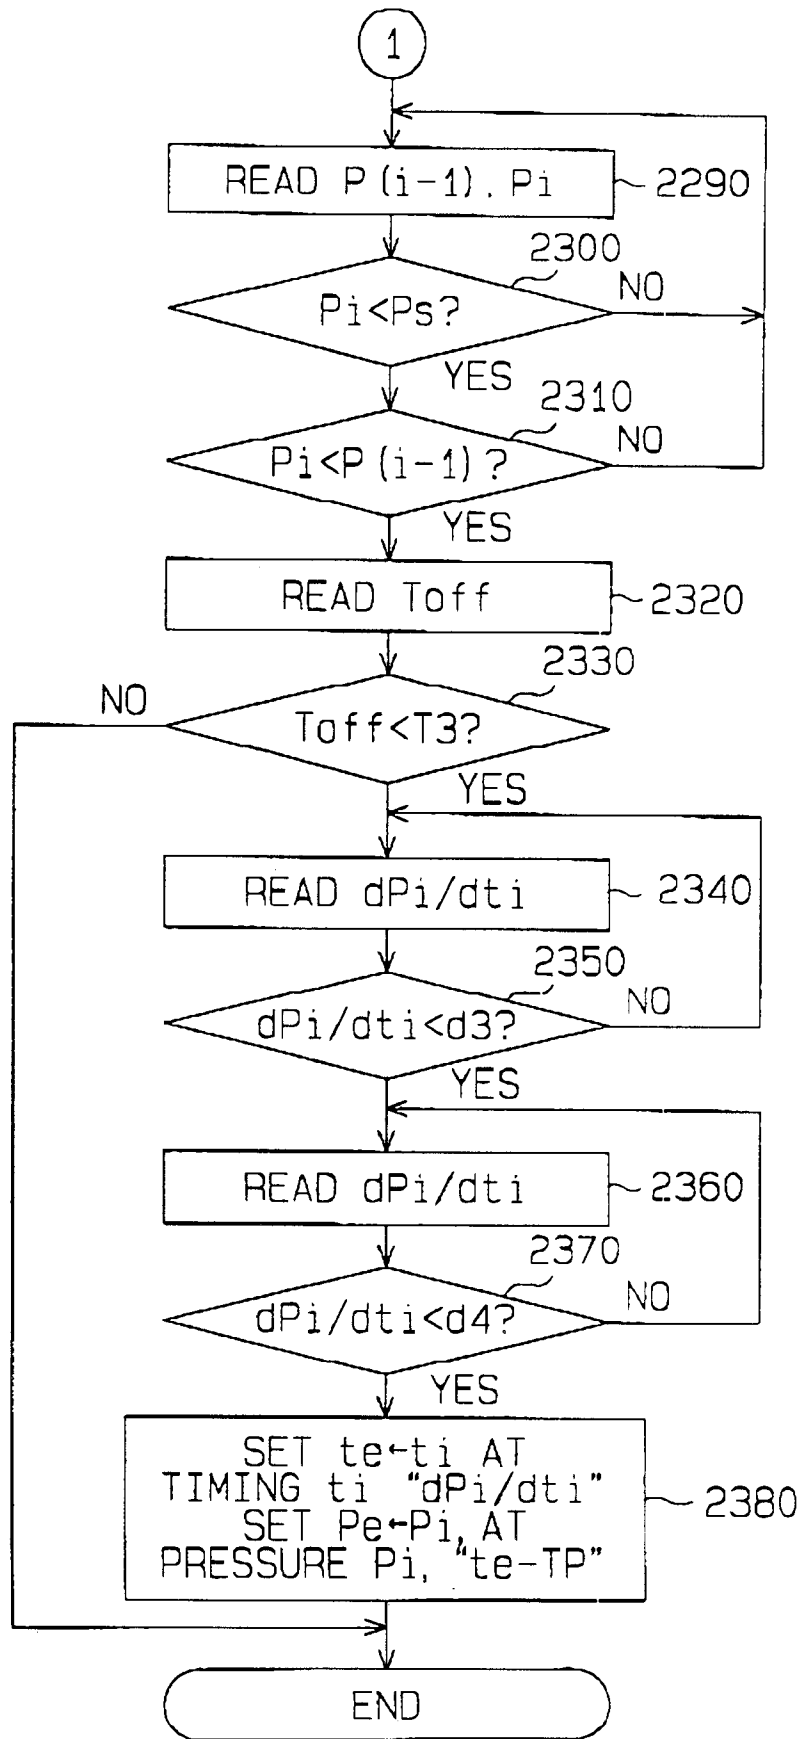 1
READ P(i-1). Pi
2290
2300
Pi<Ps?
NO
YES
2310
Pi<P(i-1)?
NO
YES
READ Toff
2320
2330
NO
Toff<T3?
YES
READ dPi/dti
2340
2350
dPi/dti<d3?
NO
YES
READ dPi/dti
2360
2370
dPi/dti<d4?
NO
YES
SET te←ti AT
TIMING ti "dPi/dti"
SET Pe←Pi, AT
PRESSURE Pi, "te-TP"
2380
END